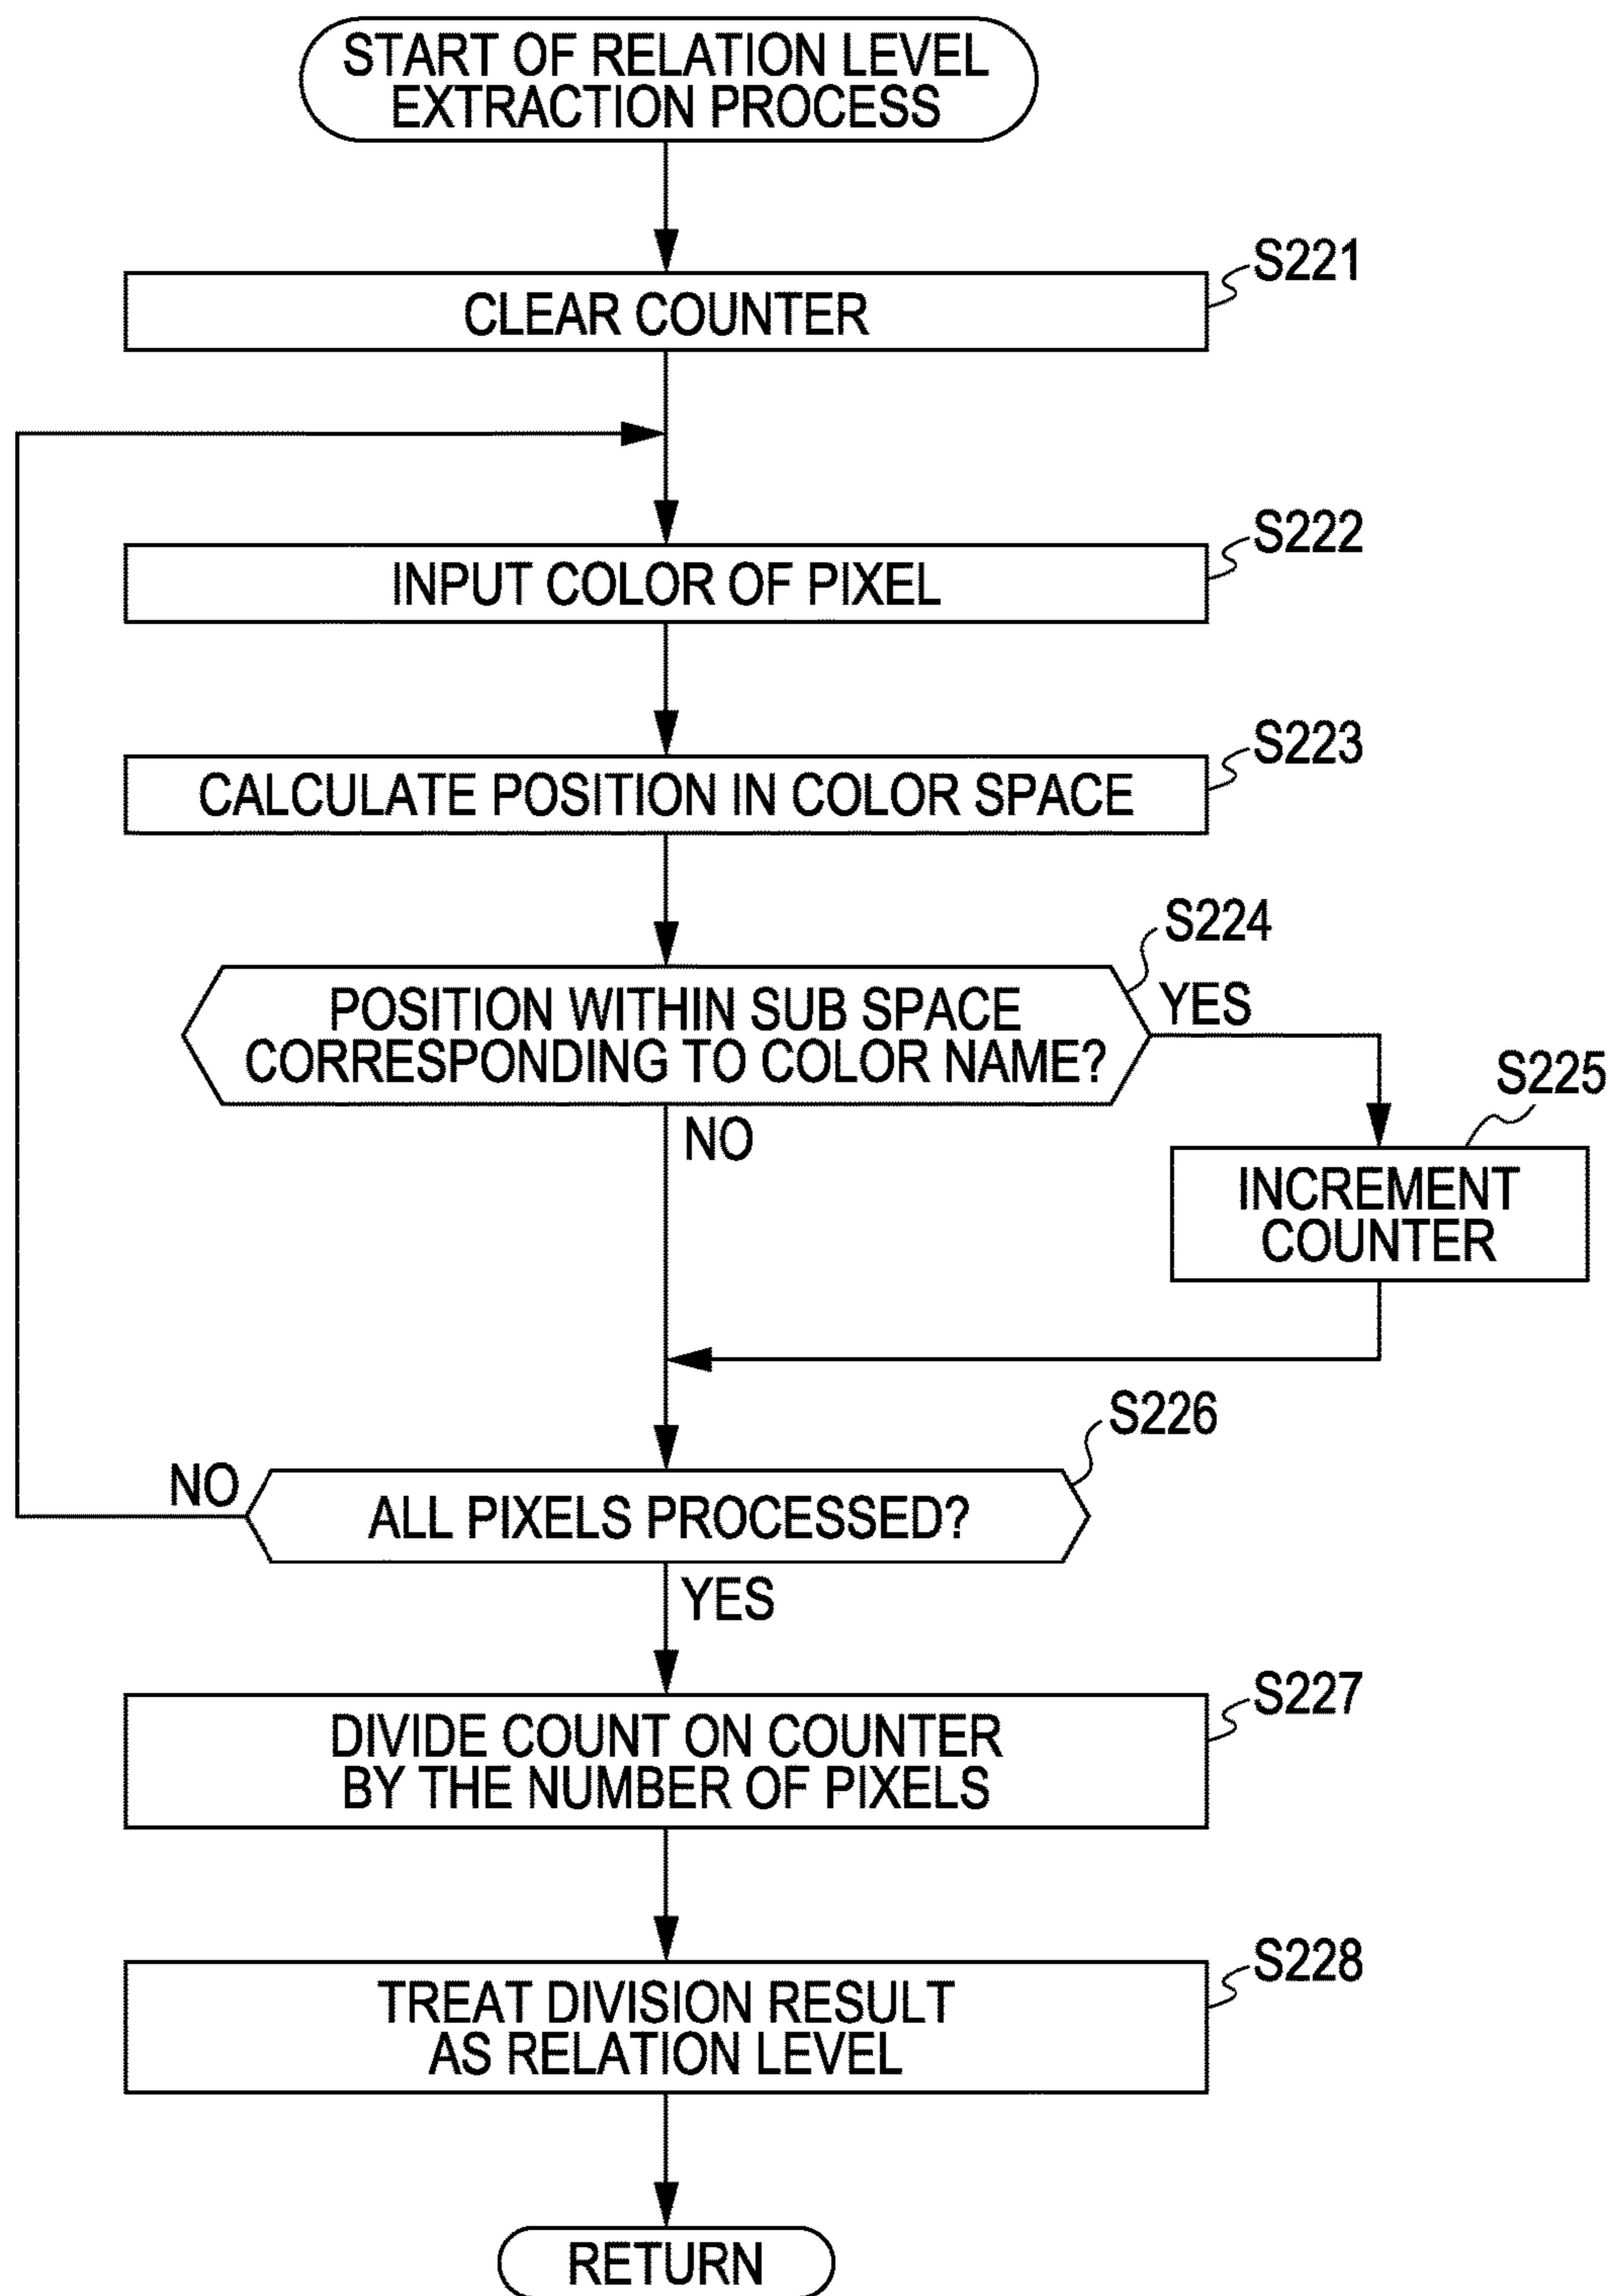 START OF RELATION LEVEL
EXTRACTION PROCESS
S221
CLEAR COUNTER
S222
INPUT COLOR OF PIXEL
S223
CALCULATE POSITION IN COLOR SPACE
S224
POSITION WITHIN SUB SPACE
CORRESPONDING TO COLOR NAME?
YES
NO
S225
INCREMENT
COUNTER
S226
NO
ALL PIXELS PROCESSED?
YES
S227
DIVIDE COUNT ON COUNTER
BY THE NUMBER OF PIXELS
S228
TREAT DIVISION RESULT
AS RELATION LEVEL
RETURN